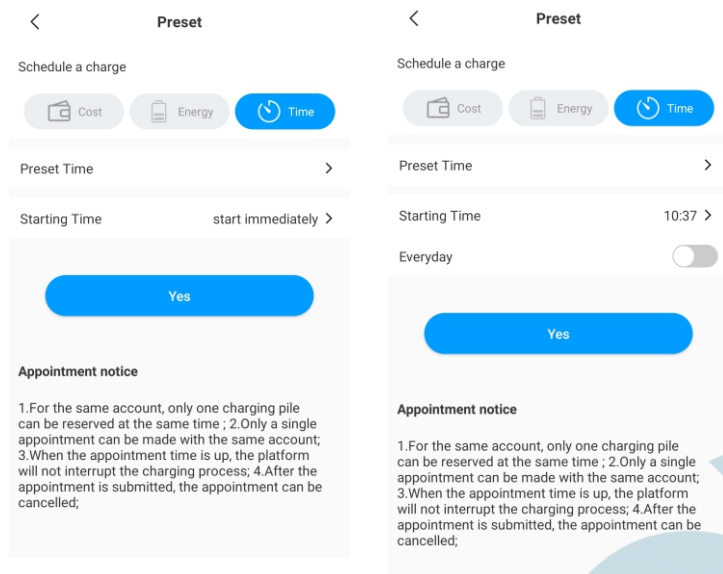 Preset
Schedule a charge
Cost
Energy
Time
Preset Time
Starting Time
start immediately
Yes
Appointment notice
1.For the same account, only one charging pile
can be reserved at the same time ; 2.Only a single
appointment can be made with the same account;
3.When the appointment time is up, the platform
will not interrupt the charging process; 4.After the
appointment is submitted, the appointment can be
cancelled;
Preset
Schedule a charge
Cost
Energy
Time
Preset Time
Starting Time
10:37
Everyday
Yes
Appointment notice
1.For the same account, only one charging pile
can be reserved at the same time ; 2.Only a single
appointment can be made with the same account;
3.When the appointment time is up, the platform
will not interrupt the charging process; 4.After the
appointment is submitted, the appointment can be
cancelled;